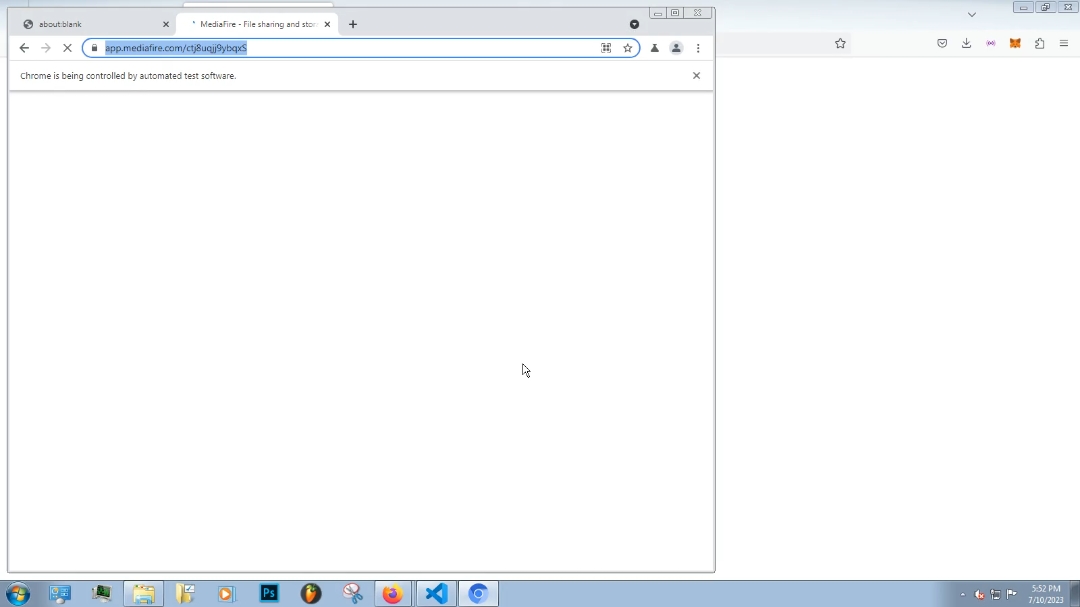 about:blank
MediaFire - File sharing and stor
app.mediafire.com/ctj8uqjj9ybqxS
Chrome is being controlled by automated test software.
Ps
5:52 PM
7/10/2023